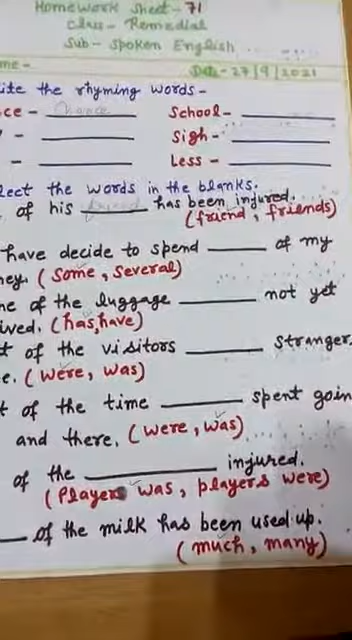 Homework Sheet - 71
Class - Remedial
Sub - Spoken English
me - Date - 27/9/2021
ite the rhyming words -
ce - Chance School -
- Sigh -
- Less -
lect the words in the blanks.
of his friend has been injured.
(friend, friends)
have decide to spend of my
ney. (Some, Several)
ne of the luggage not yet
ived. (has, have)
t of the visitors stranger
e. (were, was)
t of the time spent goin
and there. (were, was)
of the injured.
(Player was, players were)
of the milk has been used up.
(much, many)